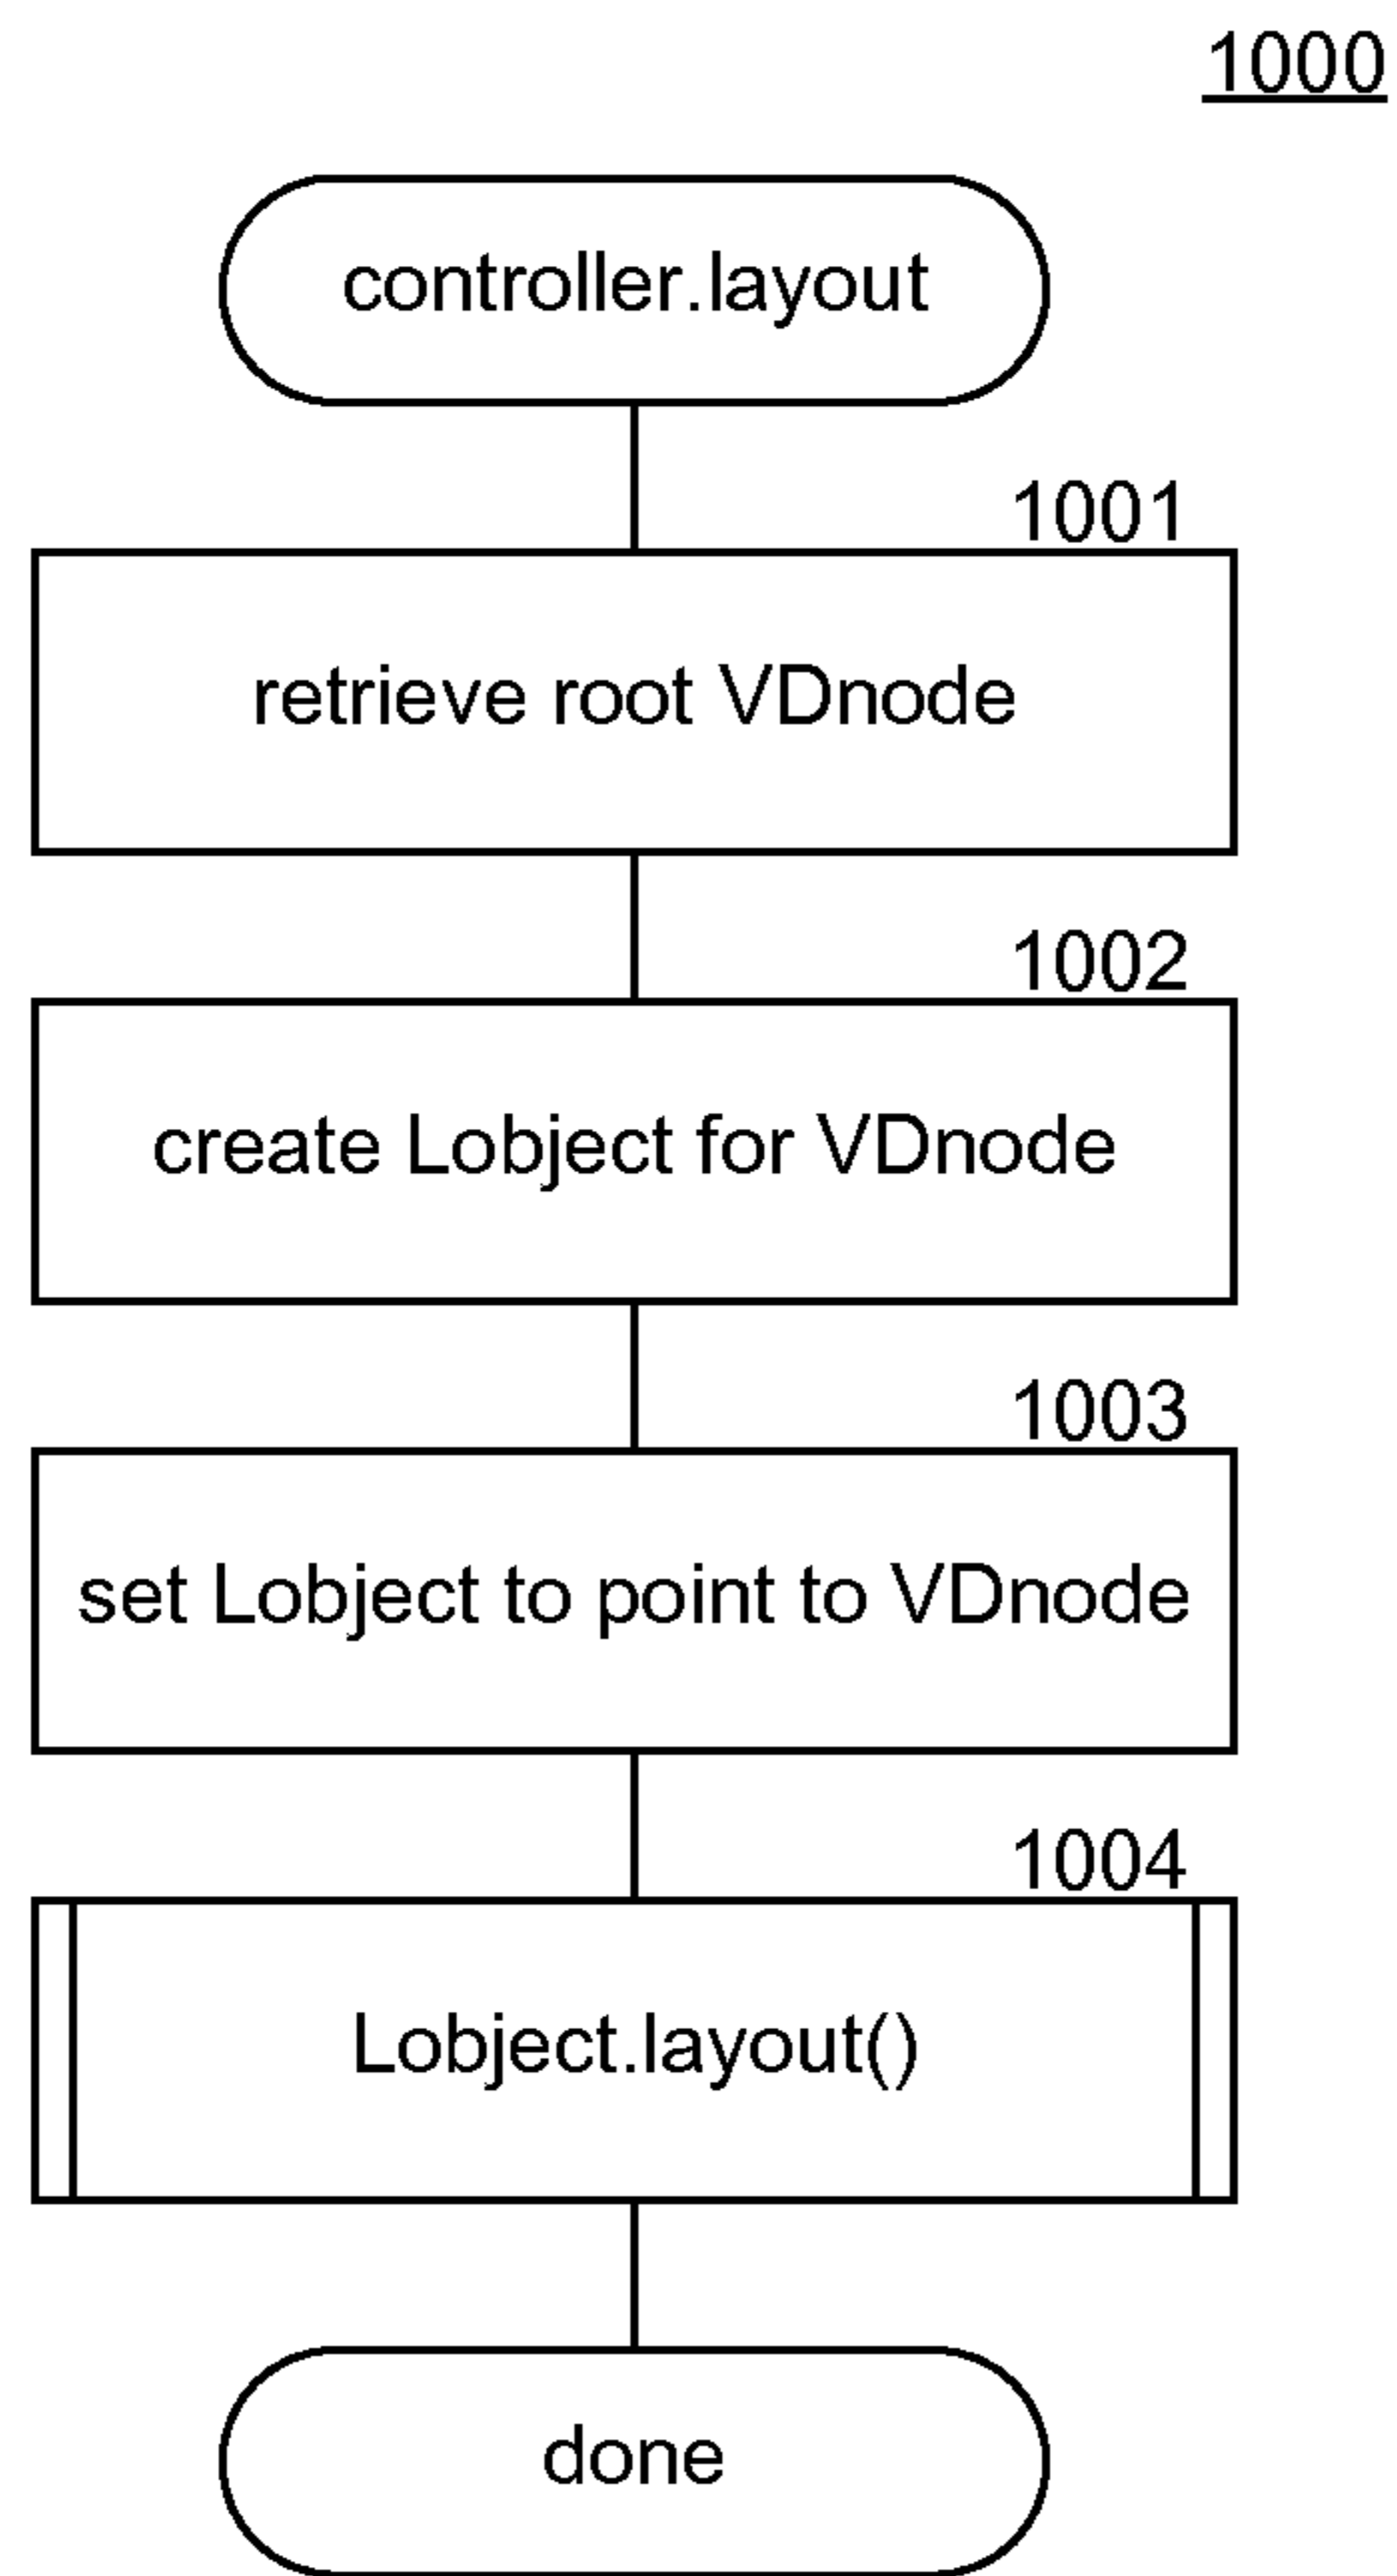 1000
controller.layout
1001
retrieve root VDnode
1002
create Lobject for VDnode
1003
set Lobject to point to VDnode
1004
Lobject.layout()
done